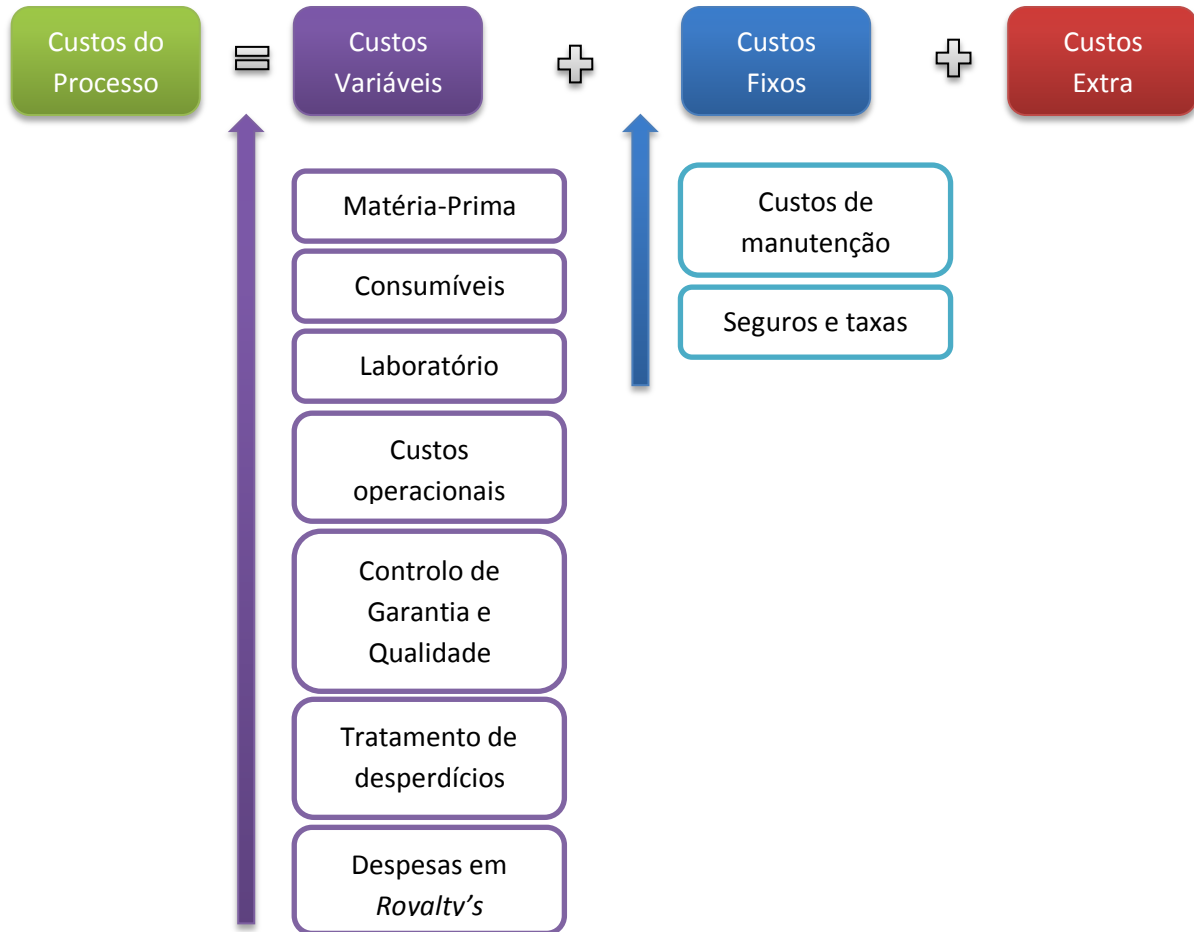 Custos do
Processo
=
Custos
Variáveis
+
Custos
Fixos
+
Custos
Extra
Matéria-Prima
Consumíveis
Laboratório
Custos
operacionais
Controlo de
Garantia e
Qualidade
Tratamento de
desperdícios
Despesas em
Royalty's
Custos de
manutenção
Seguros e taxas